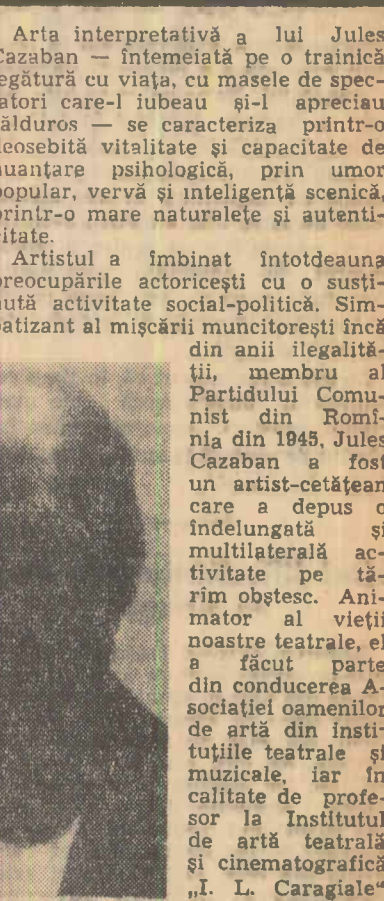 Arta interpretativă a lui Jules
Cazaban — întemeiată pe o trainică
egătură cu viața, cu masele de spec-
tatori care-l iubeau și-l apreciau
ălduros — se caracteriza printr-o
deosebită vitalitate și capacitate de
nuanțare psihologică, prin umor
popular, vervă și inteligență scenică,
printr-o mare naturalețe și autenti-
citate.
Artistul a îmbinat întotdeauna
preocupările actoricești cu o susți-
nută activitate social-politică. Sim-
patizant al mișcării muncitorești încă
din anii ilegalită-
ții, membru al
Partidului Comu-
nist din Romî-
nia din 1945, Jules
Cazaban a fost
un artist-cetățean
care a depus o
îndelungată și
multilaterală ac-
tivitate pe tă-
rîm obștesc. Ani-
mator al vieții
noastre teatrale, el
a făcut parte
din conducerea A-
sociației oamenilor
de artă din insti-
tuțiile teatrale și
muzicale, iar în
calitate de profe-
sor la Institutul
de artă teatrală
și cinematografică
„I. L. Caragiale“